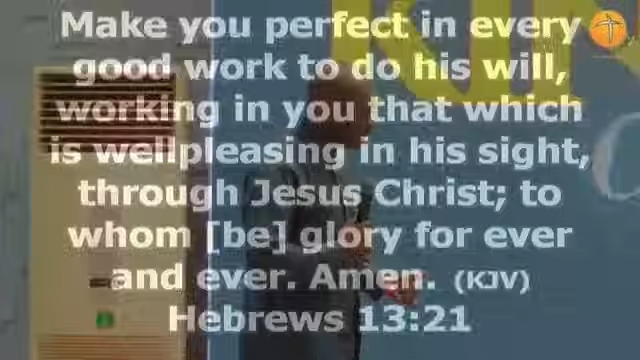 Make you perfect in every
good work to do his will,
working in you that which
is wellpleasing in his sight,
through Jesus Christ; to
whom [be] glory for ever
and ever. Amen. (KJV)
Hebrews 13:21
KIN